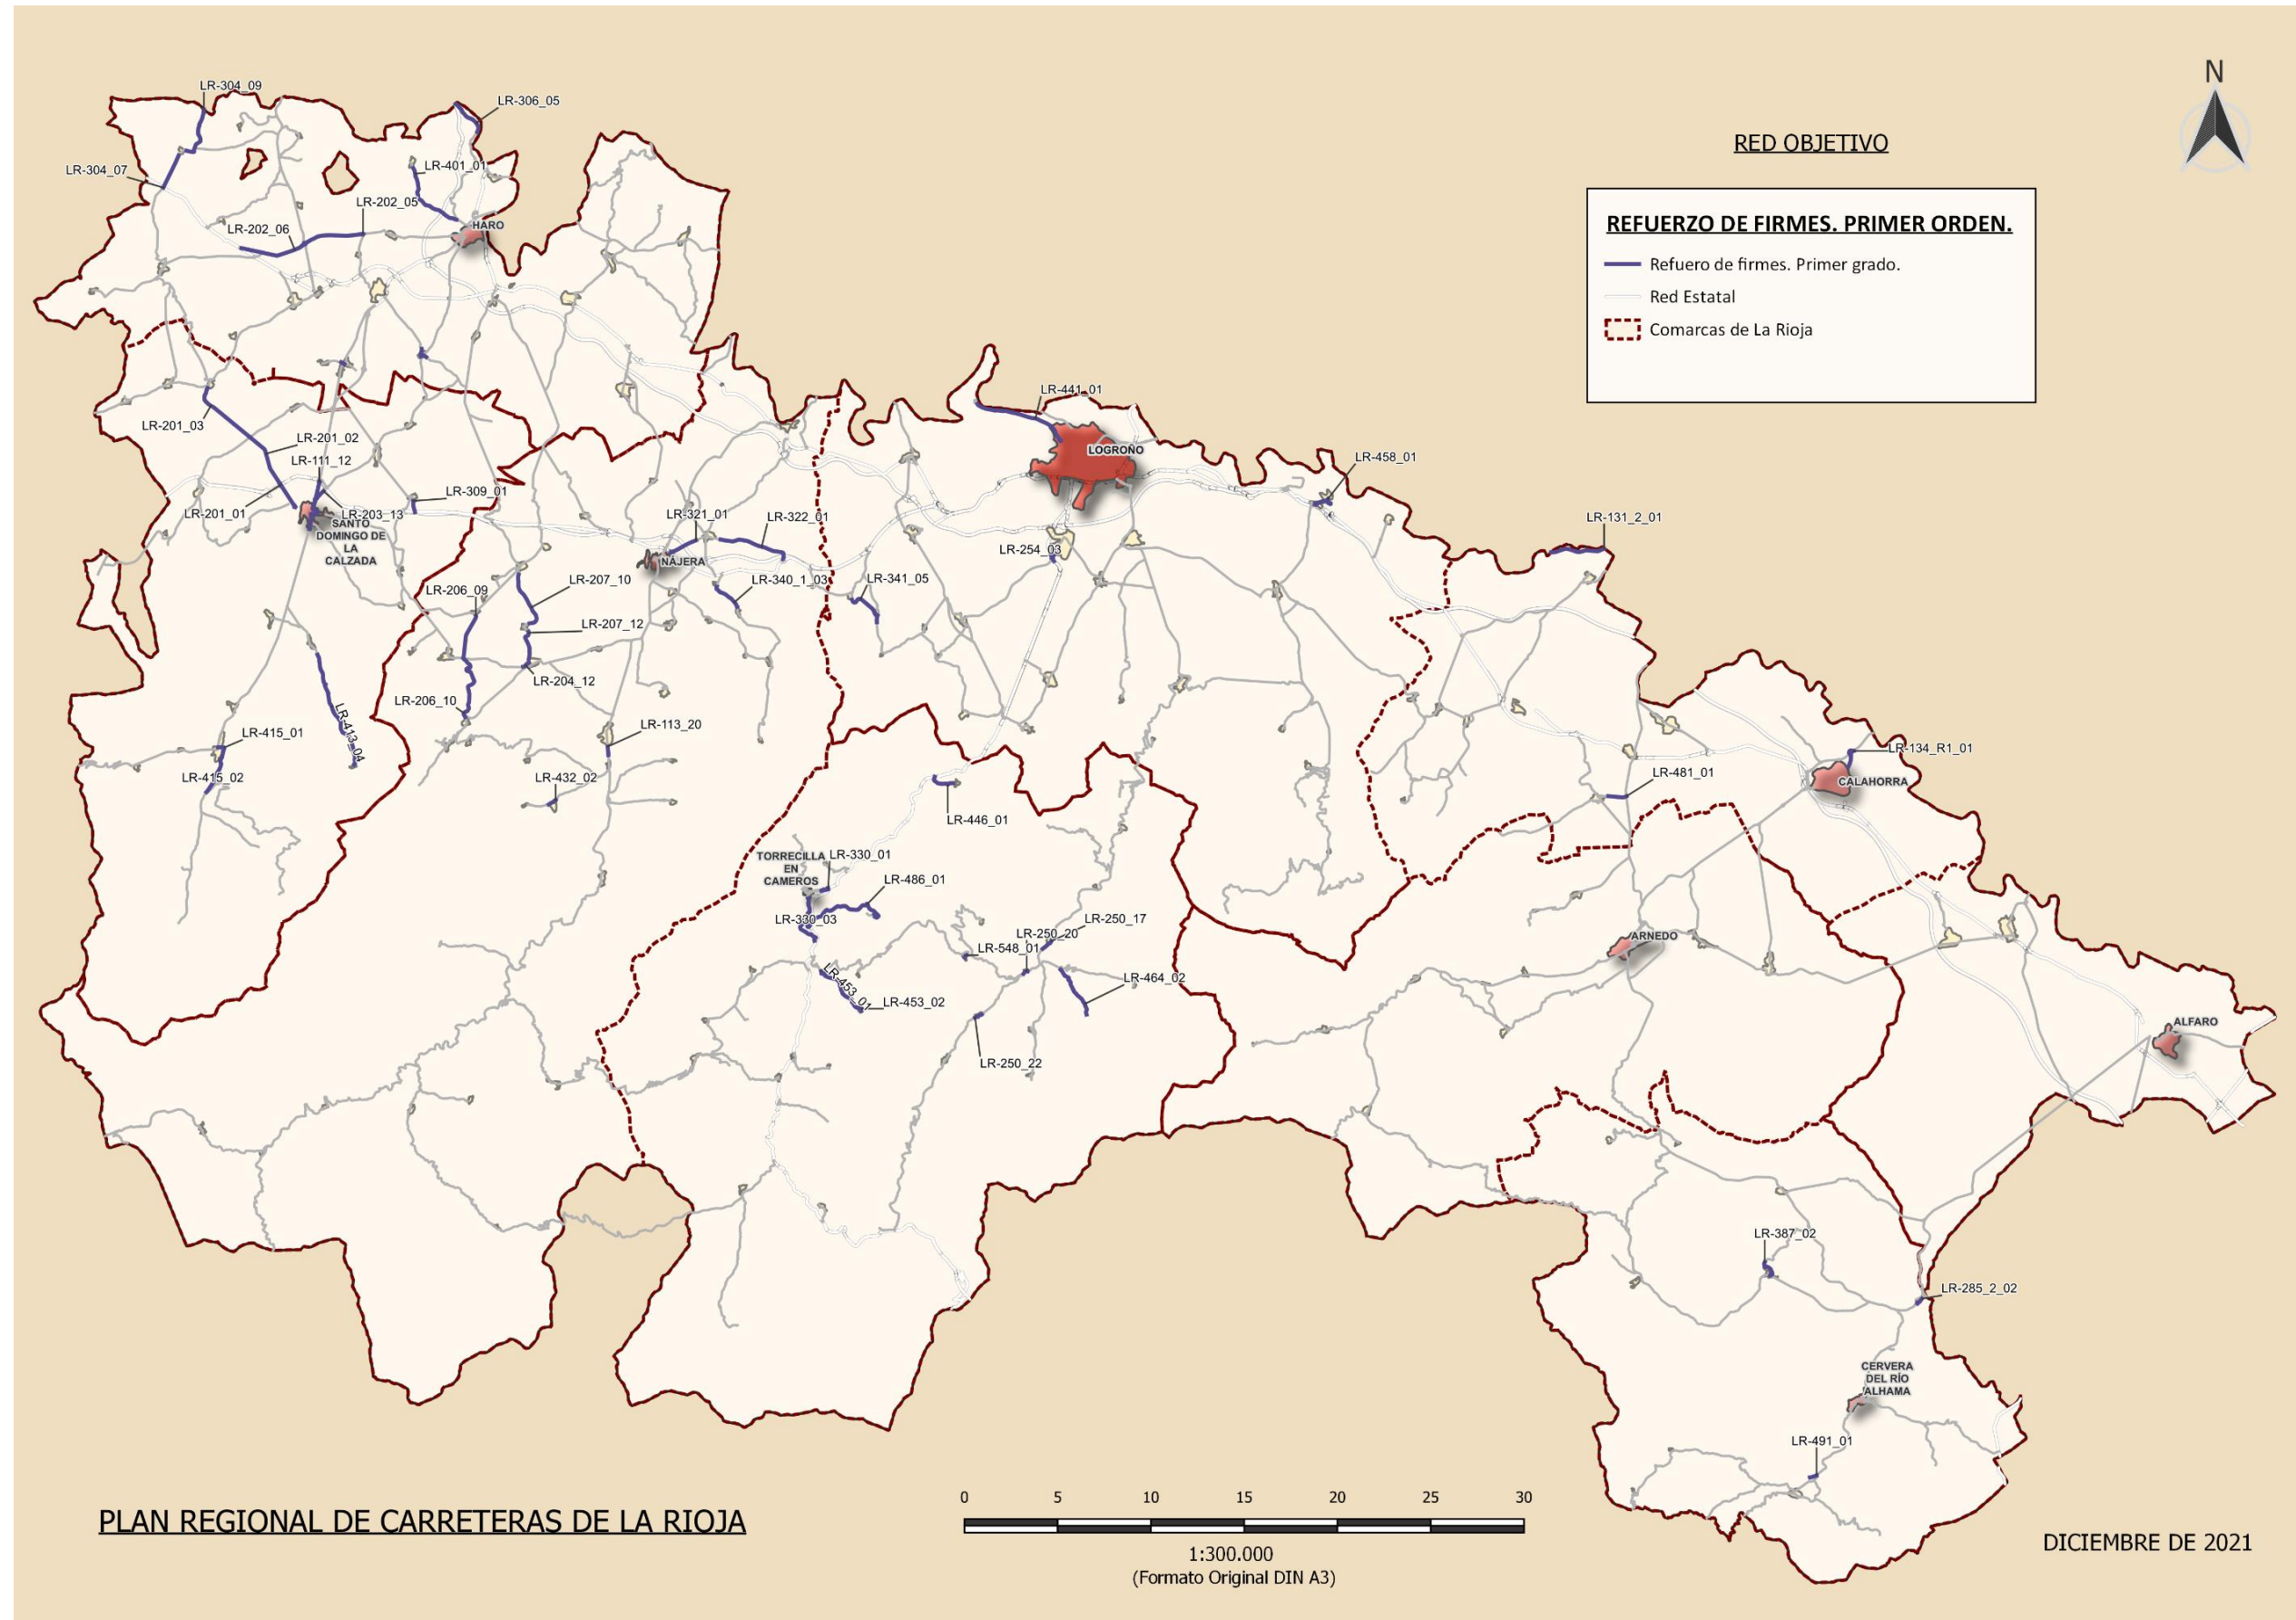 LR-304_09
LR-306_05
N
RED OBJETIVO
LR-304_07
LR-401_01
REFUERZO DE FIRMES. PRIMER ORDEN.
Refuero de firmes. Primer grado.
Red Estatal
Comarcas de La Rioja
LR-202_05
LR-202_06
HARO
LR-441_01
LR-201_03
LR-201_02
LR-111_12
LOGROÑO
LR-458_01
LR-309_01
LR-201_01
LR-203_13
SANTO
DOMINGO DE
LA
CALZADA
LR-321_01
LR-322_01
LR-131_2_01
LR-254_03
NÁJERA
LR-207_10
LR-340_1_03
LR-341_05
LR-206_09
LR-207_12
LR-204_12
LR-206_10
LR-413_04
LR-415_01
LR-113_20
LR-415_02
LR-432_02
LR-134_R1_01
LR-481_01
CALAHORRA
LR-446_01
TORRECILLA
EN
CAMEROS
LR-330_01
LR-486_01
LR-330_03
LR-250_17
LR-250_20
LR-548_01
ARNEDO
LR-453_01
LR-453_02
LR-464_02
ALFARO
LR-250_22
LR-387_02
LR-285_2_02
CERVERA
DEL RÍO
ALHAMA
LR-491_01
PLAN REGIONAL DE CARRETERAS DE LA RIOJA
0 5 10 15 20 25 30
1:300.000
(Formato Original DIN A3)
DICIEMBRE DE 2021